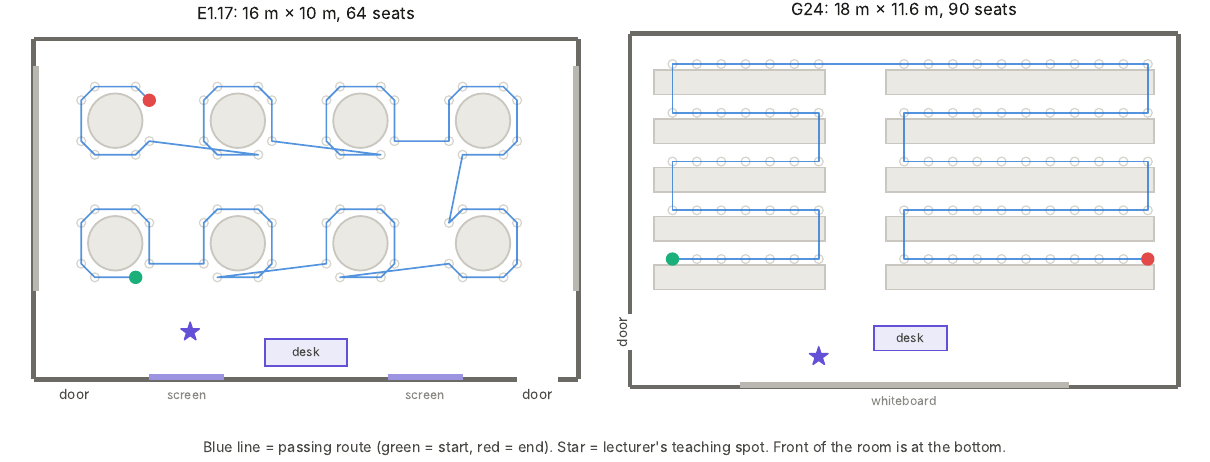 E1.17: 16 m × 10 m, 64 seats
G24: 18 m × 11.6 m, 90 seats
desk
door
screen
screen
door
door
desk
whiteboard
Blue line = passing route (green = start, red = end). Star = lecturer's teaching spot. Front of the room is at the bottom.